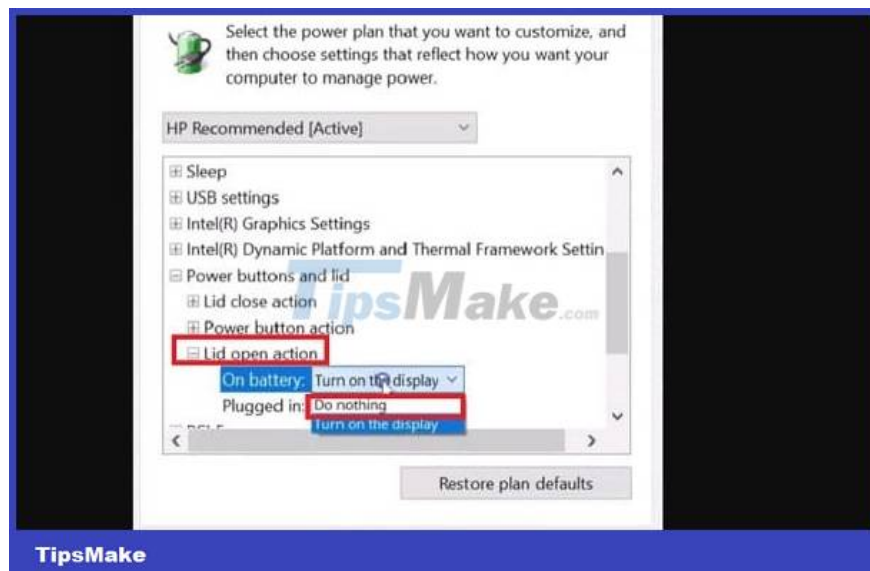 Select the power plan that you want to customize, and
then choose settings that reflect how you want your
computer to manage power.
HP Recommended [Active]
Sleep
USB settings
Intel(R) Graphics Settings
Intel(R) Dynamic Platform and Thermal Framework Settin
Power buttons and lid
Lid close action
TipsMake.com
Power button action
Lid open action
On battery: Turn on the display
Plugged in: Do nothing
Turn on the display
Restore plan defaults
TipsMake